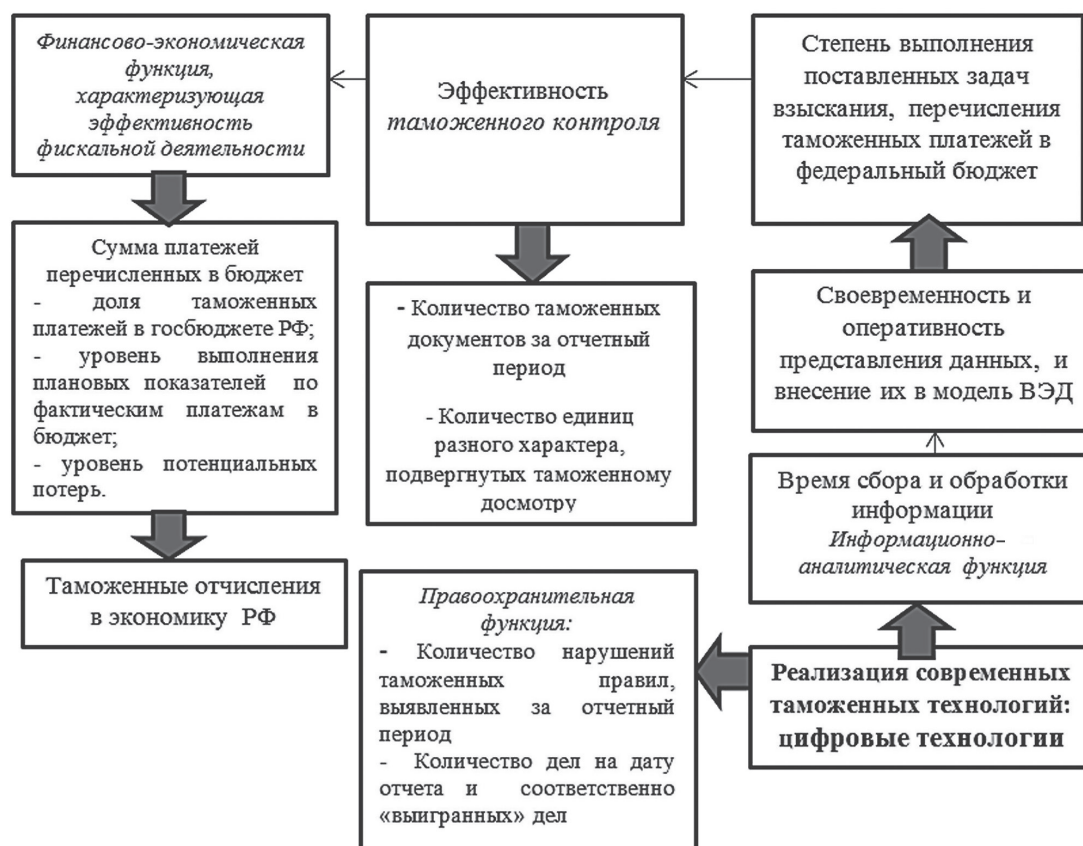 Финансово-экономическая
функция,
характеризующая
эффективность
фискальной деятельности
Эффективность
таможенного контроля
Степень выполнения
поставленных задач
взыскания, перечисления
таможенных платежей в
федеральный бюджет
Сумма платежей
перечисленных в бюджет
- доля таможенных
платежей в госбюджете РФ;
- уровень выполнения
плановых показателей по
фактическим платежам в
бюджет;
- уровень потенциальных
потерь.
- Количество таможенных
документов за отчетный
период
- Количество единиц
разного характера,
подвергнутых таможенному
досмотру
Своевременность и
оперативность
представления данных, и
внесение их в модель ВЭД
Время сбора и обработки
информации
Информационно-
аналитическая функция
Таможенные отчисления
в экономику РФ
Правоохранительная
функция:
- Количество нарушений
таможенных правил,
выявленных за отчетный
период
- Количество дел на дату
отчета и соответственно
«выигранных» дел
Реализация современных
таможенных технологий:
цифровые технологии